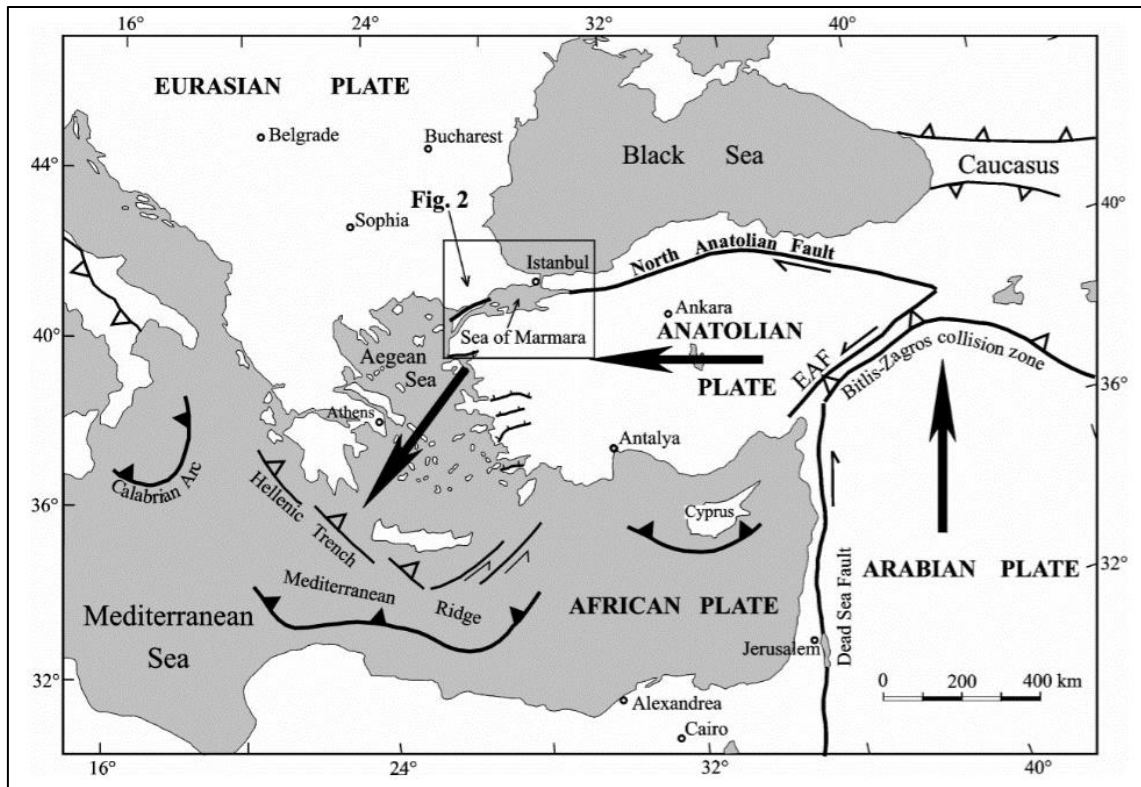 16° 24° 32° 40°
EURASIAN PLATE
Belgrade
Bucharest
Black Sea
Caucasus
44°
40°
Fig. 2
Sophia
Istanbul
North Anatolian Fault
Ankara
Sea of Marmara
ANATOLIAN
PLATE
40°
Aegean
Sea
EAF
Bitlis-Zagros collision zone
36°
Athens
Antalya
Calabrian Arc
36°
Hellenic
Trench
Cyprus
Mediterranean
Ridge
AFRICAN PLATE
ARABIAN PLATE
32°
Mediterranean
Sea
Dead Sea Fault
Jerusalem
32°
0 200 400 km
Alexandrea
Cairo
16° 24° 32° 40°